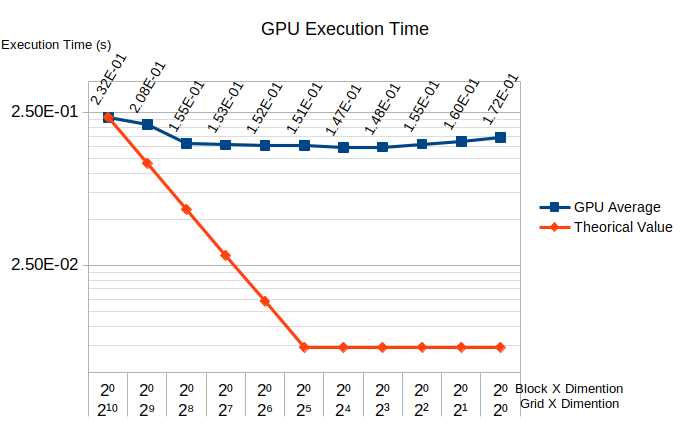 GPU Execution Time
Execution Time (s)
2.32E-01 2.08E-01 1.55E-01 1.53E-01 1.52E-01 1.51E-01 1.47E-01 1.48E-01 1.55E-01 1.60E-01 1.72E-01
2.50E-01
GPU Average
Theorical Value
2.50E-02
2⁰ 2⁰ 2⁰ 2⁰ 2⁰ 2⁰ 2⁰ 2⁰ 2⁰ 2⁰ 2⁰ Block X Dimention
2¹⁰ 2⁹ 2⁸ 2⁷ 2⁶ 2⁵ 2⁴ 2³ 2² 2¹ 2⁰ Grid X Dimention